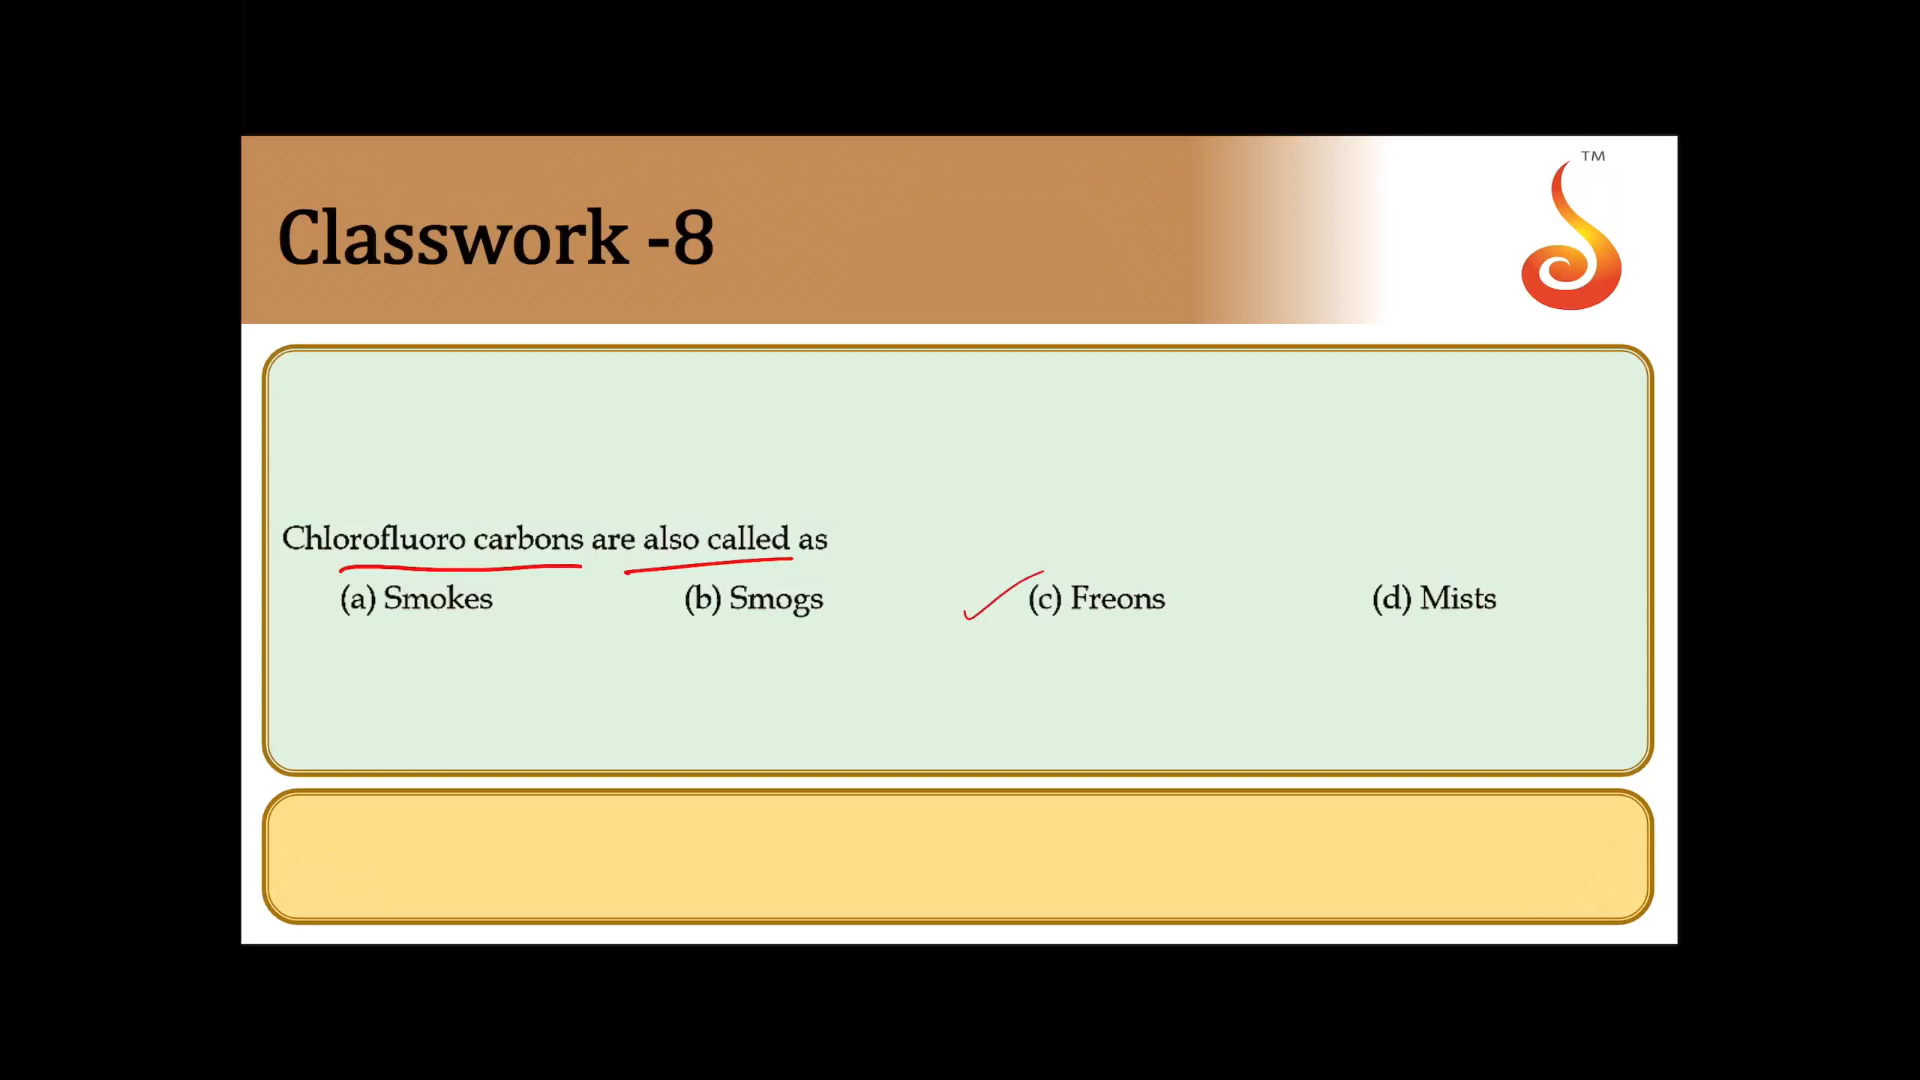 TM
Classwork -8
Chlorofluoro carbons are also called as
(a) Smokes (b) Smogs (c) Freons (d) Mists